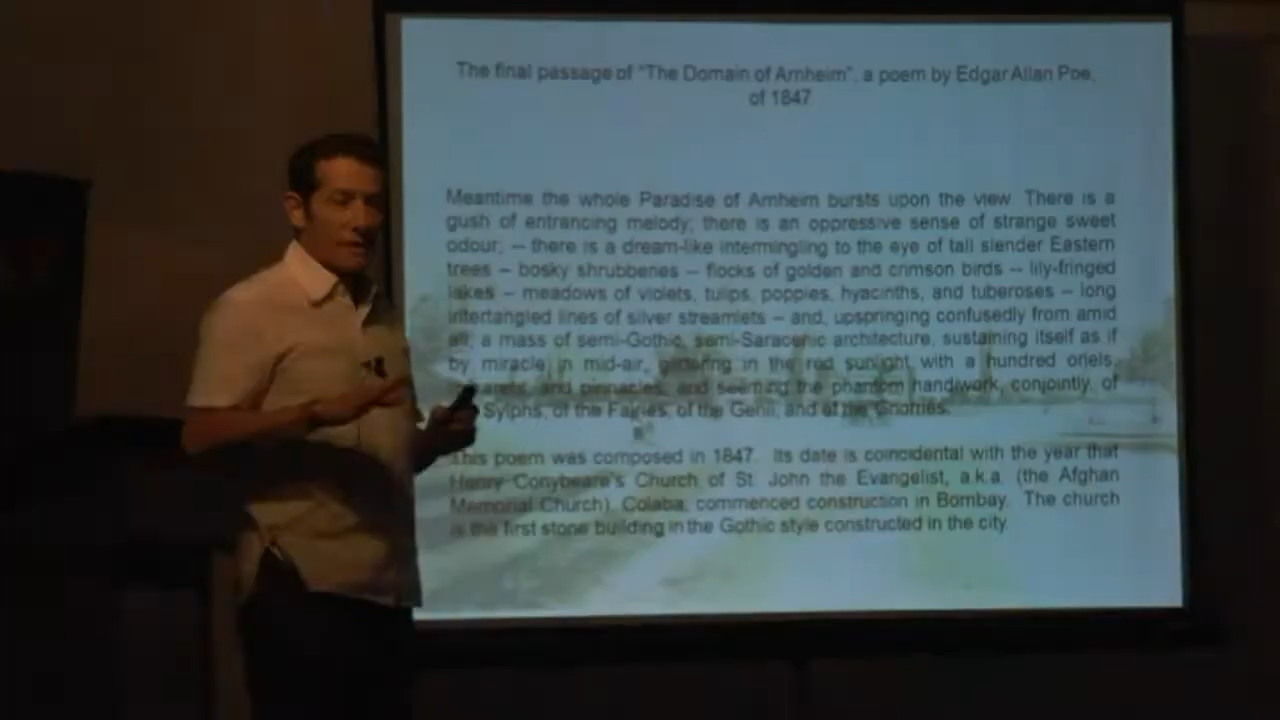 The final passage of "The Domain of Arnheim", a poem by Edgar Allan Poe,
of 1847
Meantime the whole Paradise of Arnheim bursts upon the view. There is a
gush of entrancing melody; there is an oppressive sense of strange sweet
odour; – there is a dream-like intermingling to the eye of tall slender Eastern
trees – bosky shrubberies – flocks of golden and crimson birds – lily-fringed
lakes – meadows of violets, tulips, poppies, hyacinths, and tuberoses – long
intertangled lines of silver streamlets – and, upspringing confusedly from amid
all, a mass of semi-Gothic, semi-Saracenic architecture, sustaining itself as if
by miracle in mid-air, glittering in the red sunlight with a hundred oriels,
and pinnacles; and seeming the phantom handiwork, conjointly, of
Sylphs, of the Fairies, of the Genii, and of the Gnomes.
This poem was composed in 1847. Its date is coincidental with the year that
Henry Conybeare's Church of St. John the Evangelist, a.k.a. (the Afghan
Memorial Church), Colaba, commenced construction in Bombay. The church
is the first stone building in the Gothic style constructed in the city.